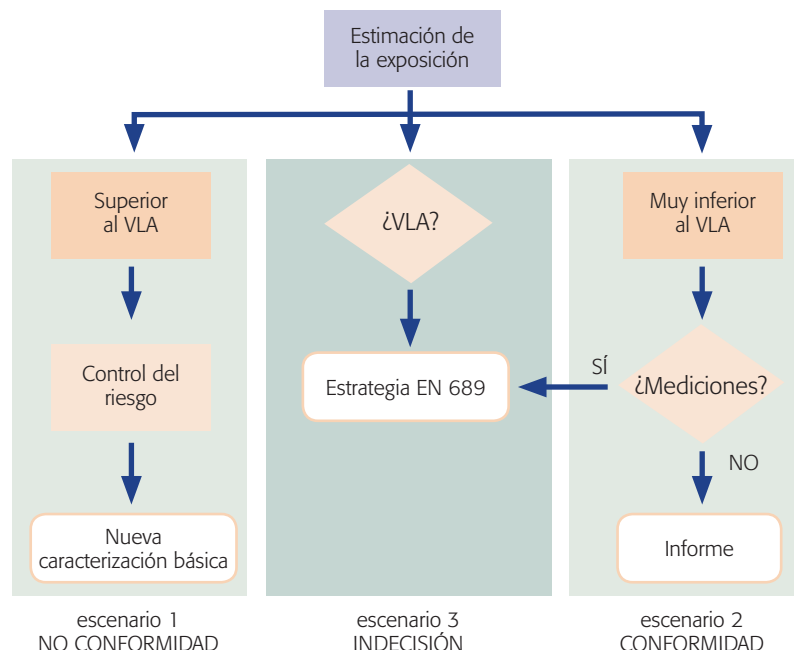 Estimación de
la exposición
Superior
al VLA
¿VLA?
Muy inferior
al VLA
Control del
riesgo
Estrategia EN 689
SÍ
¿Mediciones?
NO
Nueva
caracterización básica
Informe
escenario 1
NO CONFORMIDAD
escenario 3
INDECISIÓN
escenario 2
CONFORMIDAD